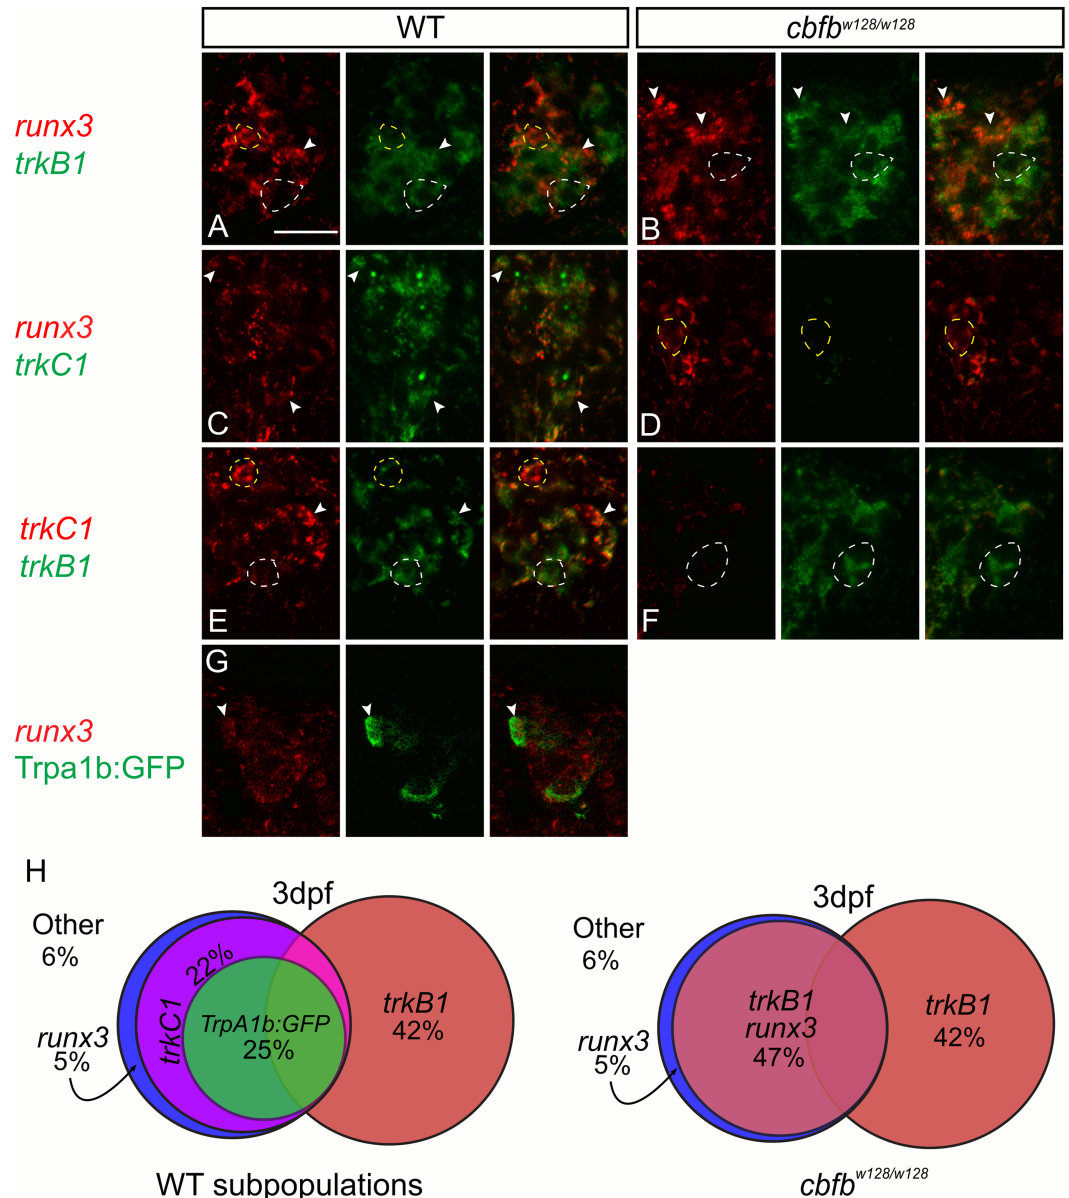 WT
cbfb w128/w128
runx3
trkB1
A
B
runx3
trkC1
C
D
trkC1
trkB1
E
F
G
runx3
Trpa1b:GFP
H
3dpf
Other
6%
22%
trkC1
TrpA1b:GFP
25%
trkB1
42%
runx3
5%
WT subpopulations
3dpf
Other
6%
trkB1
runx3
47%
trkB1
42%
runx3
5%
cbfb w128/w128